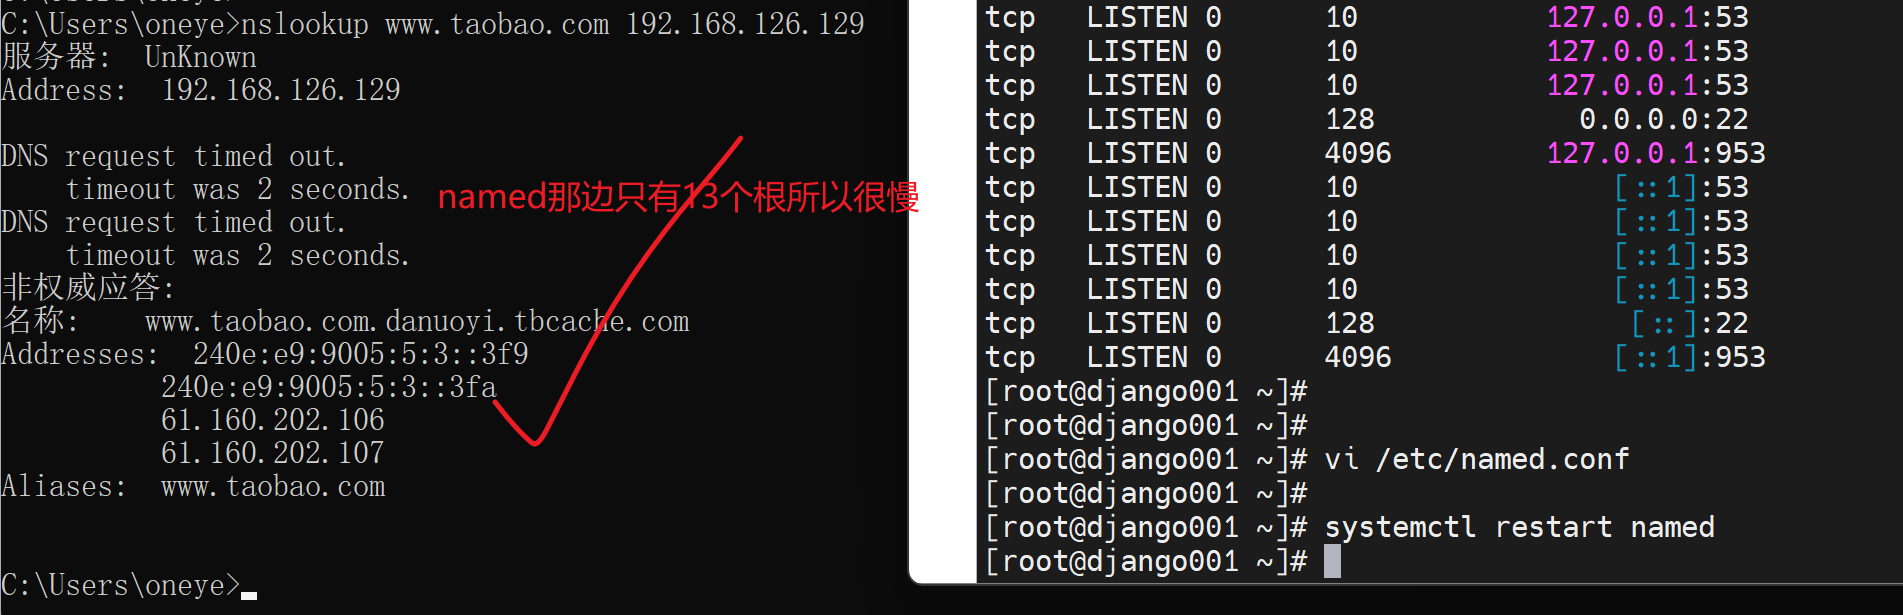 C:\Users\oneye>nslookup www.taobao.com 192.168.126.129
服务器:  UnKnown
Address:  192.168.126.129
DNS request timed out.
    timeout was 2 seconds.
DNS request timed out.
    timeout was 2 seconds.
非权威应答:
名称:    www.taobao.com.danuoyi.tbcache.com
Addresses:  240e:e9:9005:5:3::3f9
          240e:e9:9005:5:3::3fa
          61.160.202.106
          61.160.202.107
Aliases:  www.taobao.com
C:\Users\oneye>
named那边只有13个根所以很慢
tcp   LISTEN 0      10           127.0.0.1:53
tcp   LISTEN 0      10           127.0.0.1:53
tcp   LISTEN 0      10           127.0.0.1:53
tcp   LISTEN 0      128            0.0.0.0:22
tcp   LISTEN 0      4096         127.0.0.1:953
tcp   LISTEN 0      10               [::1]:53
tcp   LISTEN 0      10               [::1]:53
tcp   LISTEN 0      10               [::1]:53
tcp   LISTEN 0      10               [::1]:53
tcp   LISTEN 0      128               [::]:22
tcp   LISTEN 0      4096             [::1]:953
[root@django001 ~]#
[root@django001 ~]#
[root@django001 ~]# vi /etc/named.conf
[root@django001 ~]#
[root@django001 ~]# systemctl restart named
[root@django001 ~]#